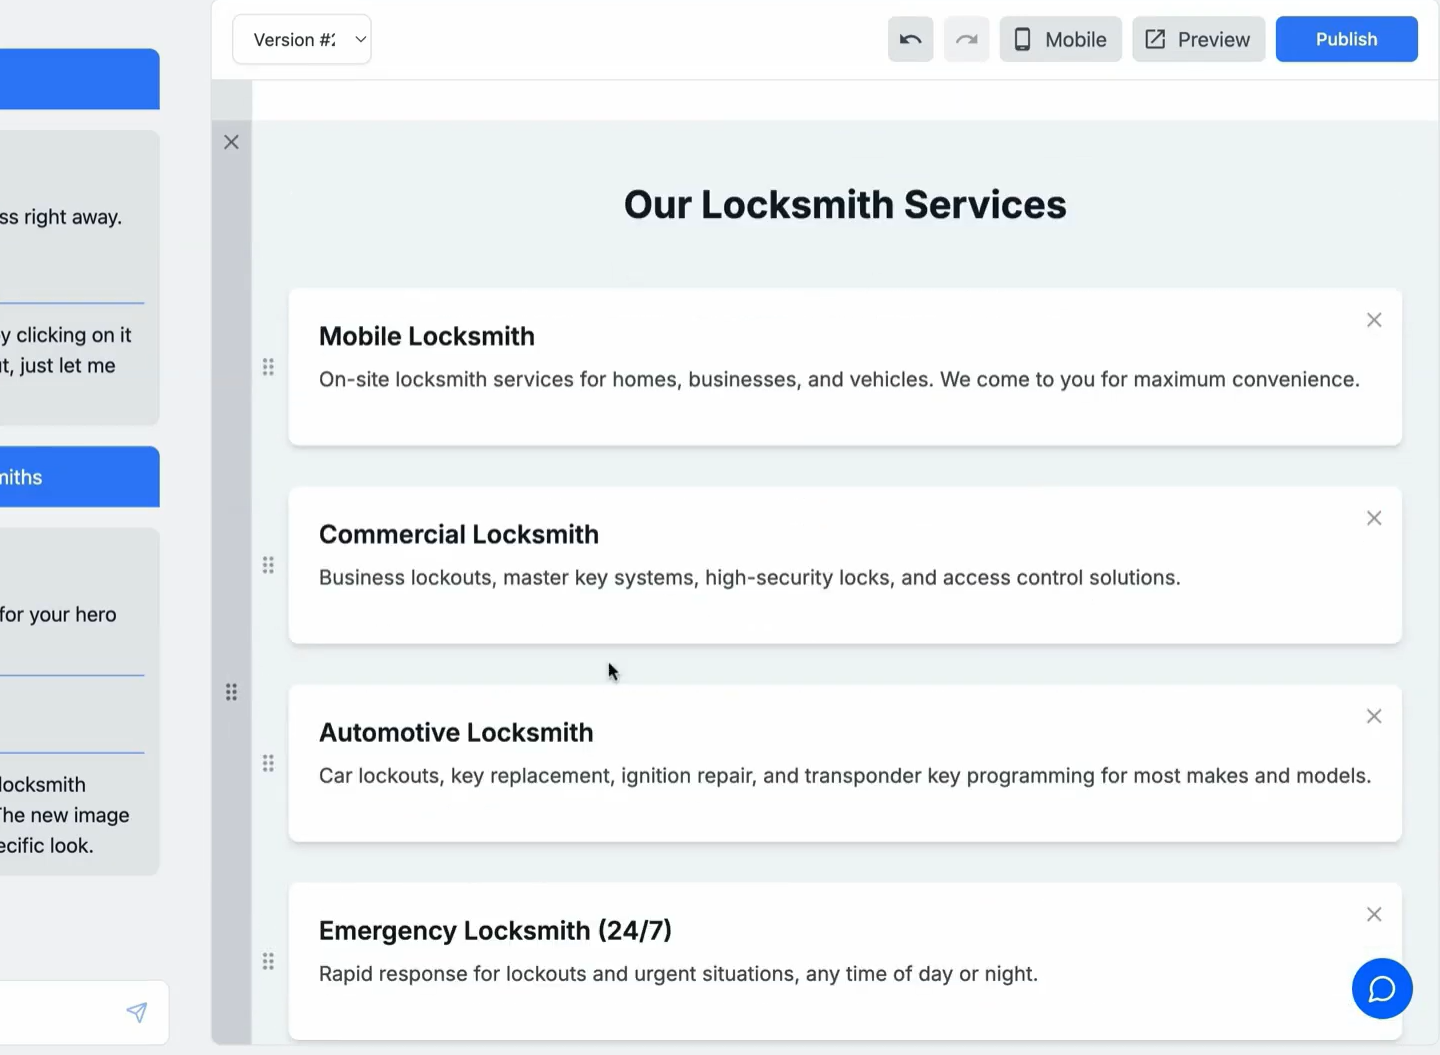 Version #2
Mobile
Preview
Publish
ss right away.
y clicking on it
t, just let me
miths
for your hero
locksmith
The new image
ecific look.
Our Locksmith Services
Mobile Locksmith
On-site locksmith services for homes, businesses, and vehicles. We come to you for maximum convenience.
Commercial Locksmith
Business lockouts, master key systems, high-security locks, and access control solutions.
Automotive Locksmith
Car lockouts, key replacement, ignition repair, and transponder key programming for most makes and models.
Emergency Locksmith (24/7)
Rapid response for lockouts and urgent situations, any time of day or night.